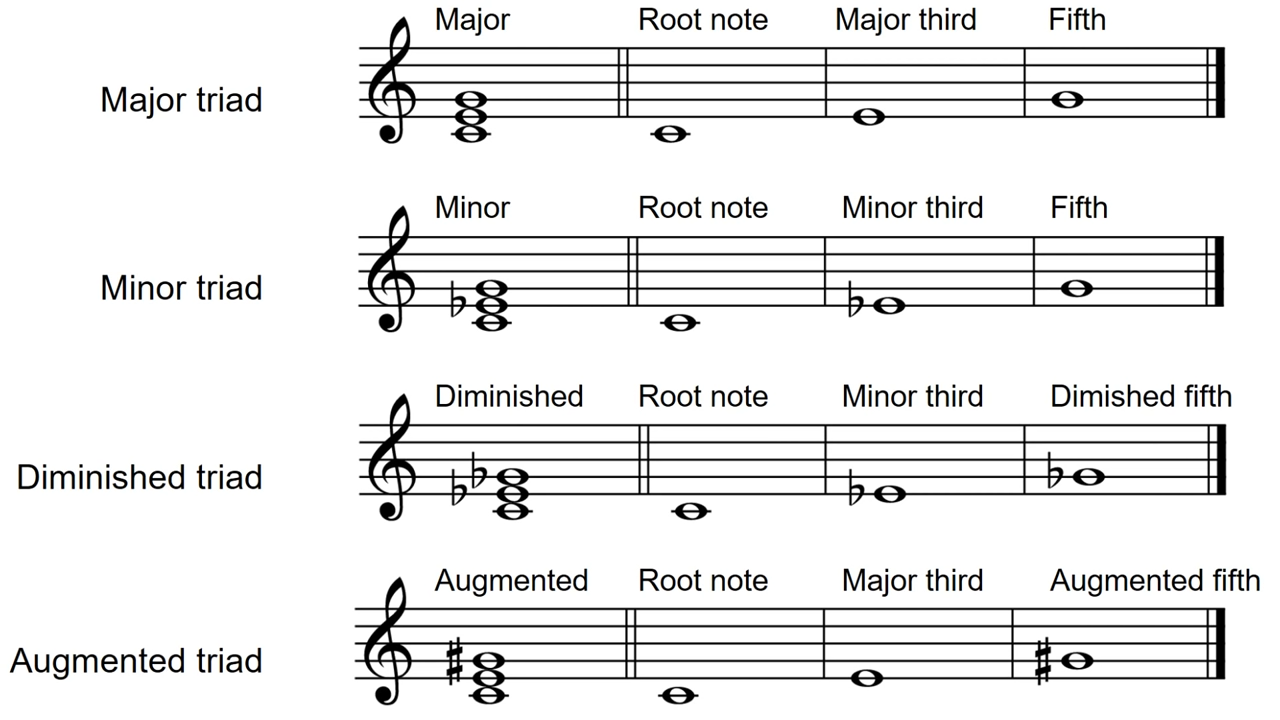 Major Root note Major third Fifth
Major triad
Minor Root note Minor third Fifth
Minor triad
Diminished Root note Minor third Dimished fifth
Diminished triad
Augmented Root note Major third Augmented fifth
Augmented triad